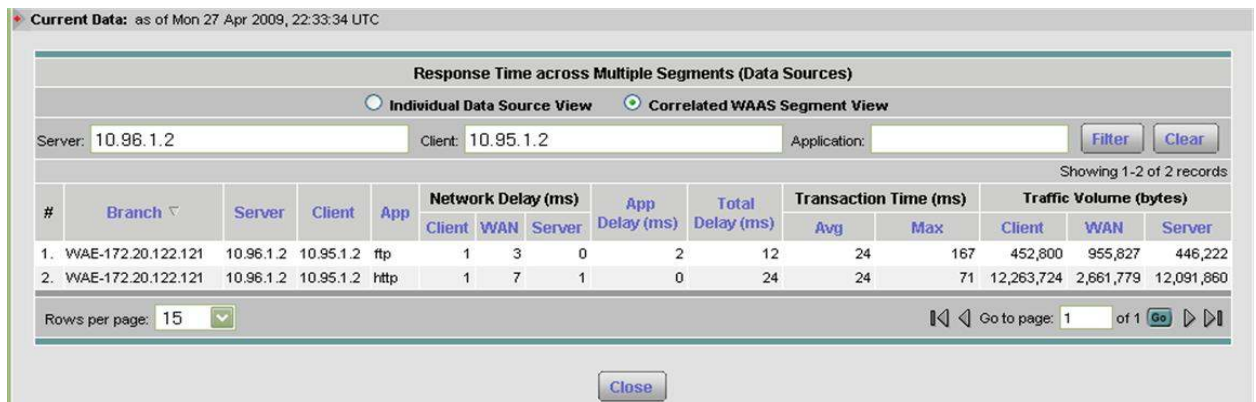 Current Data: as of Mon 27 Apr 2009, 22:33:34 UTC
Response Time across Multiple Segments (Data Sources)
Individual Data Source View Correlated WAAS Segment View
Server: 10.96.1.2 Client: 10.95.1.2 Application: Filter Clear
Showing 1-2 of 2 records
# Branch Server Client App Network Delay (ms) App Delay (ms) Total Delay (ms) Transaction Time (ms) Traffic Volume (bytes)
Client WAN Server Avg Max Client WAN Server
1. WAE-172.20.122.121 10.96.1.2 10.95.1.2 ftp 1 3 0 2 12 24 167 452,800 955,827 446,222
2. WAE-172.20.122.121 10.96.1.2 10.95.1.2 http 1 7 1 0 24 24 71 12,263,724 2,661,779 12,091,860
Rows per page: 15 Go to page: 1 of 1 Go
Close